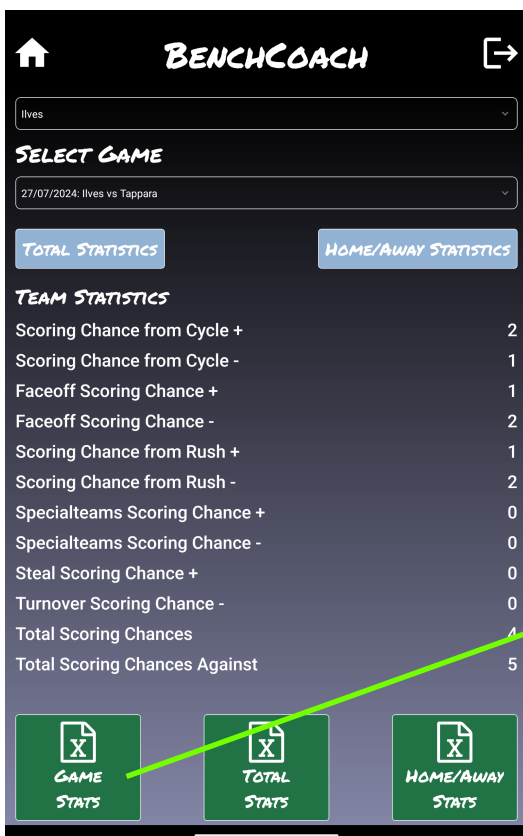 BenchCoach
Ilves
Select Game
27/07/2024: Ilves vs Tappara
Total Statistics
Home/Away Statistics
Team Statistics
Scoring Chance from Cycle + 2
Scoring Chance from Cycle - 1
Faceoff Scoring Chance + 1
Faceoff Scoring Chance - 2
Scoring Chance from Rush + 1
Scoring Chance from Rush - 2
Specialteams Scoring Chance + 0
Specialteams Scoring Chance - 0
Steal Scoring Chance + 0
Turnover Scoring Chance - 0
Total Scoring Chances 4
Total Scoring Chances Against 5
X
Game
Stats
X
Total
Stats
X
Home/Away
Stats